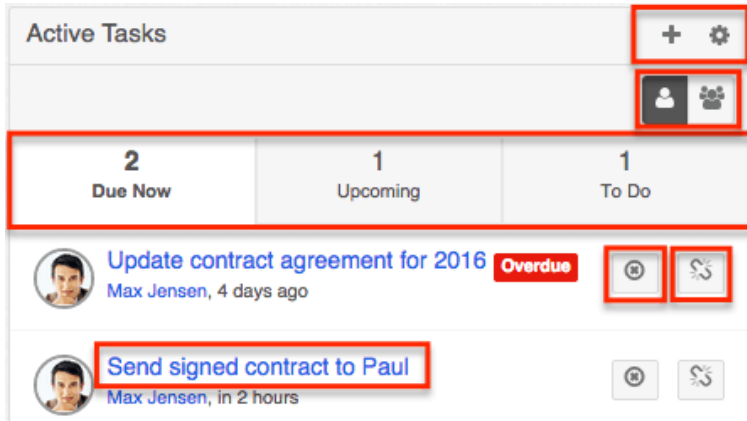 Active Tasks
2 1 1
Due Now Upcoming To Do
Update contract agreement for 2016 Overdue
Max Jensen, 4 days ago
Send signed contract to Paul
Max Jensen, in 2 hours